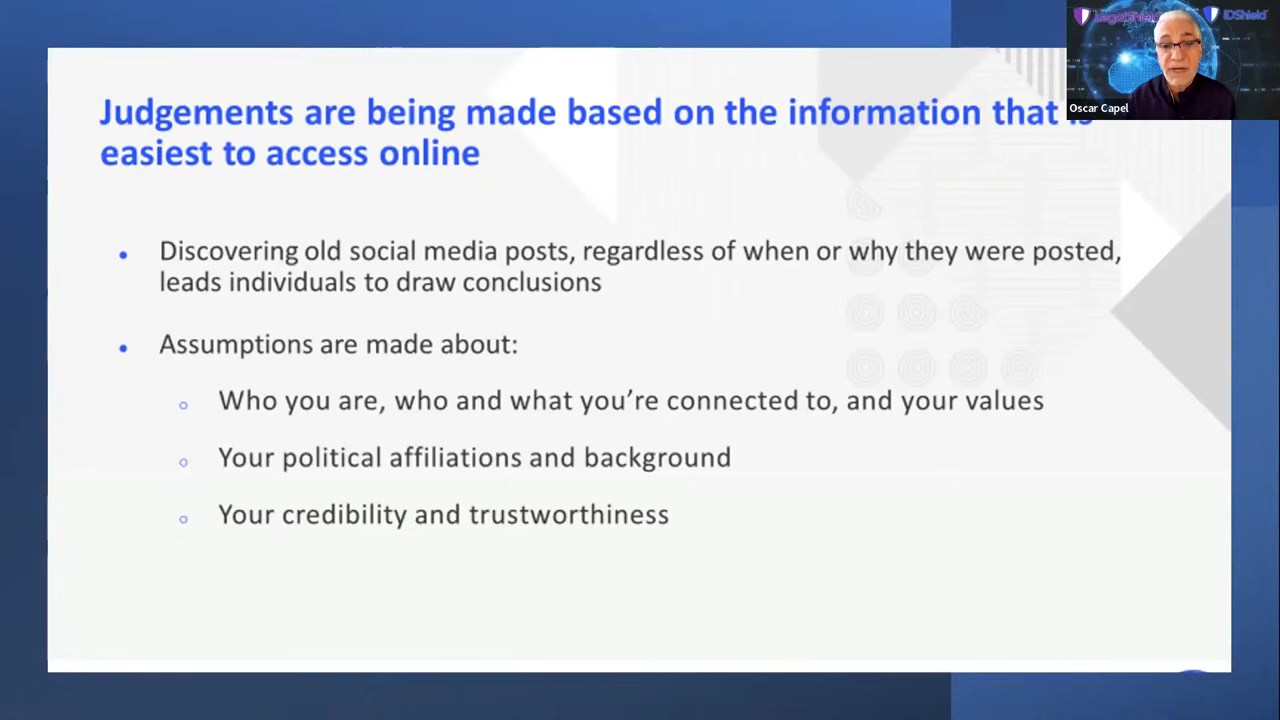 Judgements are being made based on the information that is
easiest to access online
LegalShield
IDShield
Oscar Capel
• Discovering old social media posts, regardless of when or why they were posted,
leads individuals to draw conclusions
• Assumptions are made about:
○ Who you are, who and what you’re connected to, and your values
○ Your political affiliations and background
○ Your credibility and trustworthiness